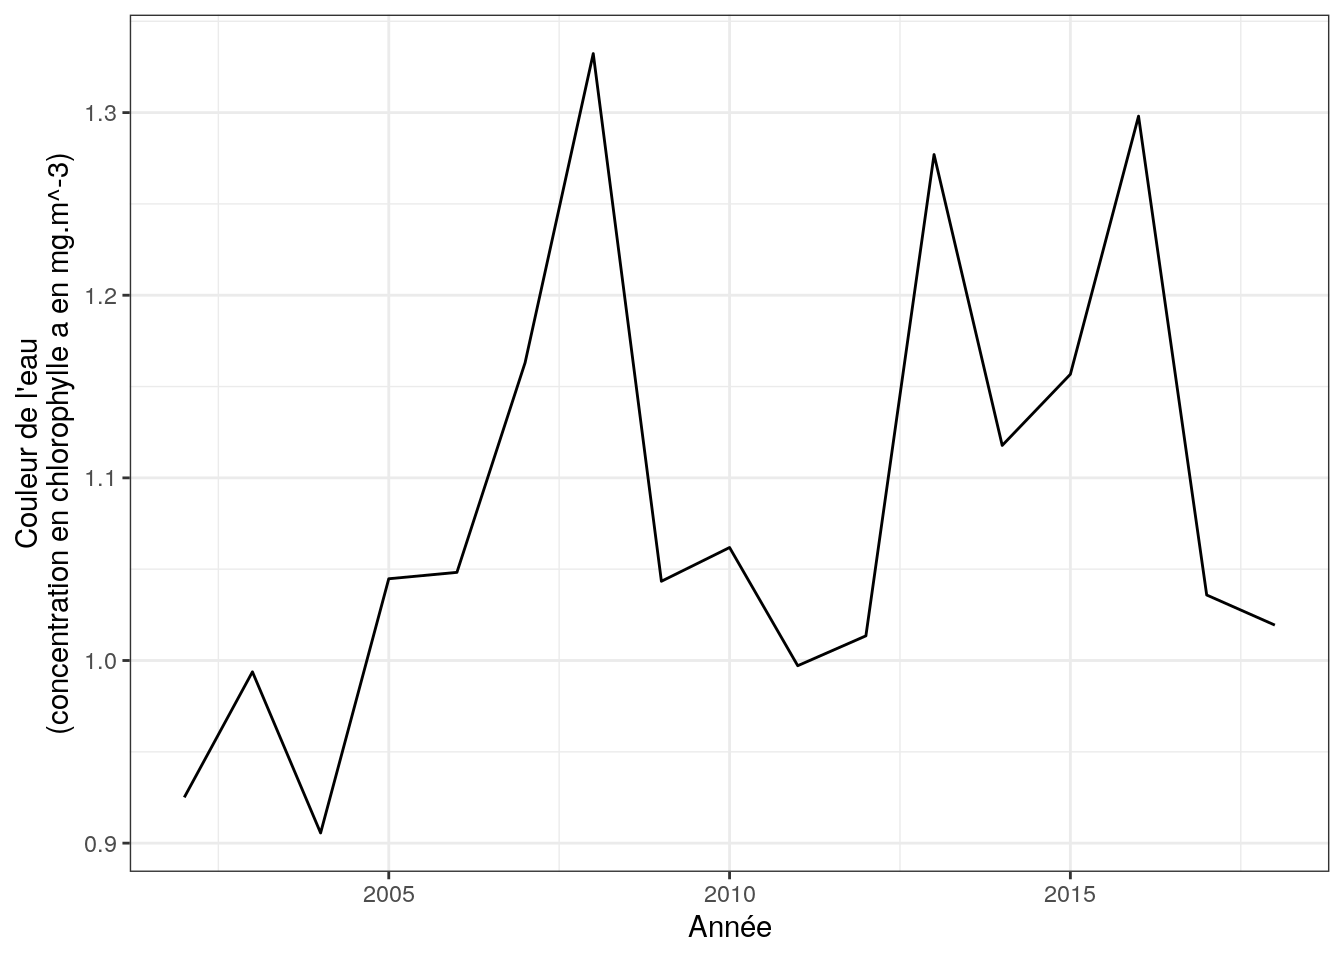 Couleur de l'eau
(concentration en chlorophylle a en mg.m^-3)
1.3
1.2
1.1
1.0
0.9
2005
2010
2015
Année